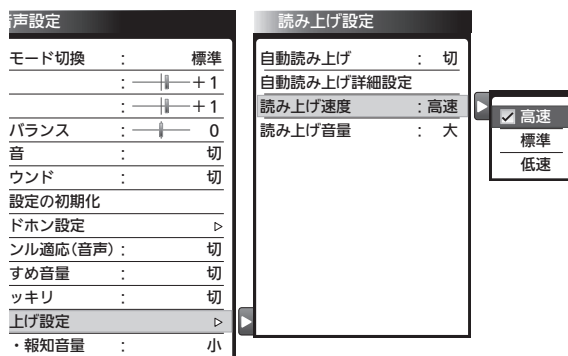 声設定
モード切換 : 標準
: +1
: +1
バランス : 0
音 : 切
ウンド : 切
設定の初期化
ドホン設定
ンル適応(音声) : 切
すめ音量 : 切
ッキリ : 切
上げ設定
・報知音量 : 小
読み上げ設定
自動読み上げ : 切
自動読み上げ詳細設定
読み上げ速度 : 高速
読み上げ音量 : 大
高速
標準
低速